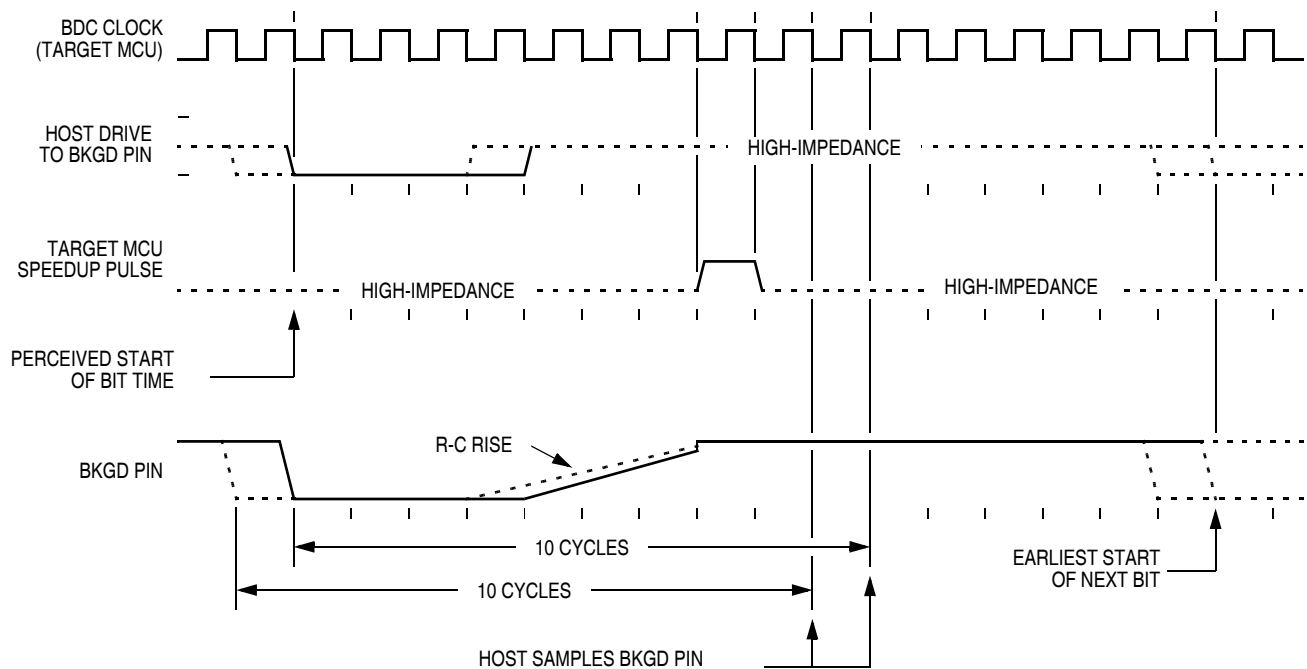 BDC CLOCK
(TARGET MCU)
HOST DRIVE
TO BKGD PIN
HIGH-IMPEDANCE
TARGET MCU
SPEEDUP PULSE
HIGH-IMPEDANCE
HIGH-IMPEDANCE
PERCEIVED START
OF BIT TIME
R-C RISE
BKGD PIN
10 CYCLES
EARLIEST START
OF NEXT BIT
10 CYCLES
HOST SAMPLES BKGD PIN